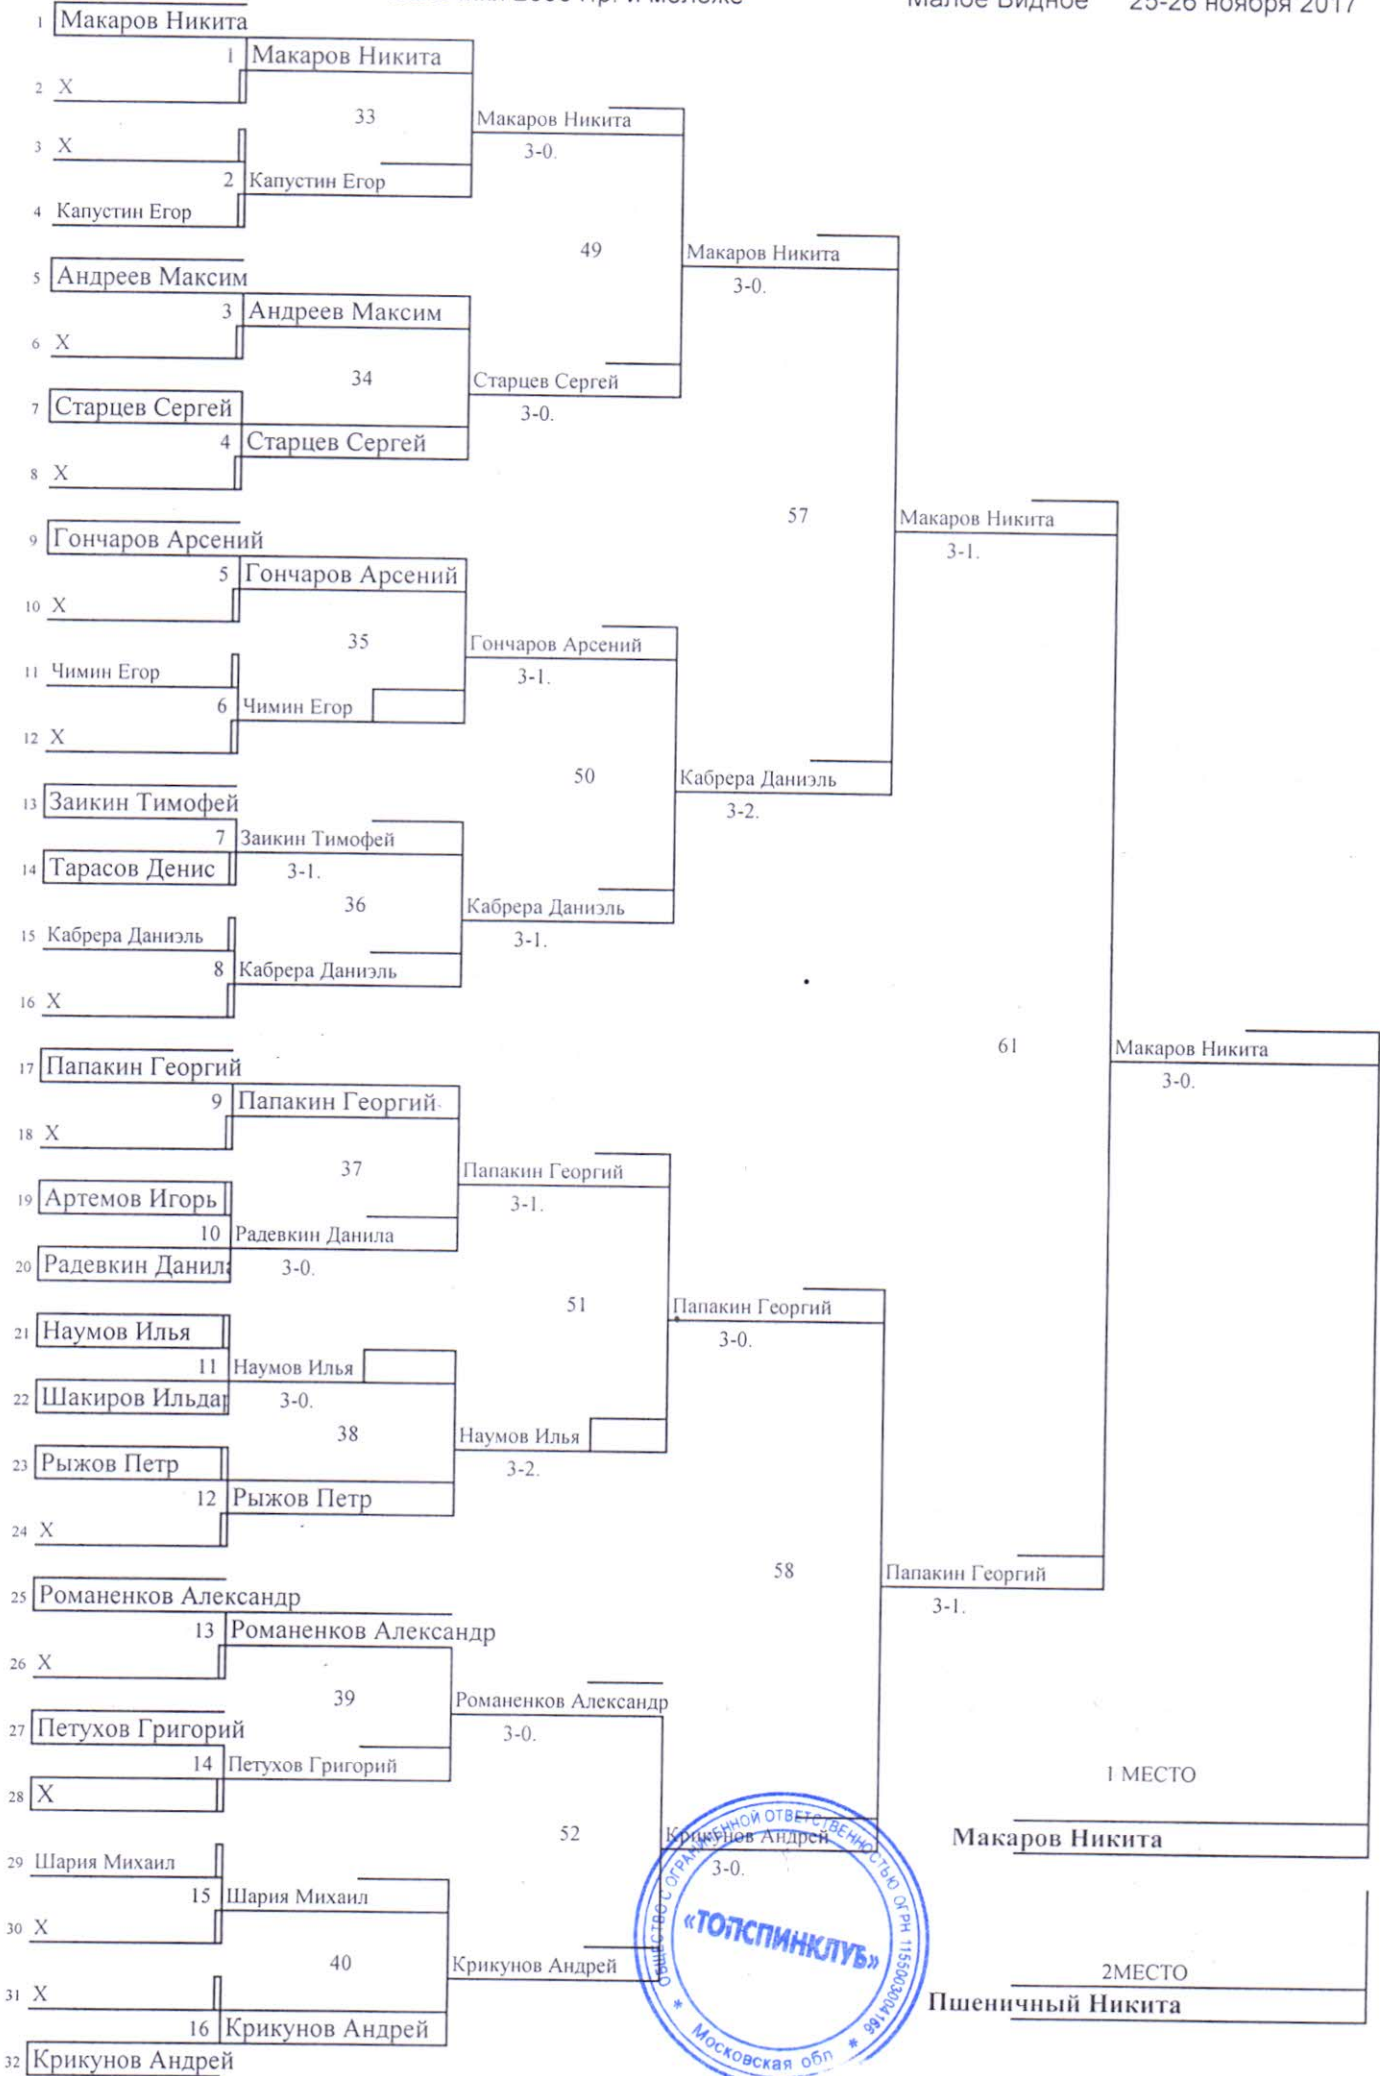 2017
Малое Видное 25-26 ноября 2017
1 Макаров Никита
1 Макаров Никита
2 X
33
Макаров Никита
3-0.
3 X
2 Капустин Егор
4 Капустин Егор
49
Макаров Никита
3-0.
5 Андреев Максим
3 Андреев Максим
6 X
34
Старцев Сергей
3-0.
7 Старцев Сергей
4 Старцев Сергей
8 X
57
Макаров Никита
3-1.
9 Гончаров Арсений
5 Гончаров Арсений
10 X
35
Гончаров Арсений
3-1.
11 Чимин Егор
6 Чимин Егор
12 X
50
Кабрера Даниэль
3-2.
13 Заикин Тимофей
7 Заикин Тимофей
14 Тарасов Денис
3-1.
36
Кабрера Даниэль
3-1.
15 Кабрера Даниэль
8 Кабрера Даниэль
16 X
61
Макаров Никита
3-0.
17 Папакин Георгий
9 Папакин Георгий
18 X
37
Папакин Георгий
3-1.
19 Артемов Игорь
10 Радевкин Данила
20 Радевкин Данила
3-0.
51
Папакин Георгий
3-0.
21 Наумов Илья
11 Наумов Илья
22 Шакиров Ильдар
3-0.
38
Наумов Илья
3-2.
23 Рыжов Петр
12 Рыжов Петр
24 X
58
Папакин Георгий
3-1.
25 Романенков Александр
13 Романенков Александр
26 X
39
Романенков Александр
3-0.
27 Петухов Григорий
14 Петухов Григорий
28 X
1 МЕСТО
Макаров Никита
52
Крикунов Андрей
3-0.
29 Шария Михаил
15 Шария Михаил
30 X
40
Крикунов Андрей
31 X
16 Крикунов Андрей
32 Крикунов Андрей
2МЕСТО
Пшеничный Никита
ОБЩЕСТВО С ОГРАНИЧЕННОЙ ОТВЕТСТВЕННОСТЬЮ ОГРН 1155003004166
«ТОПСПИНКЛУБ»
* Московская обл *